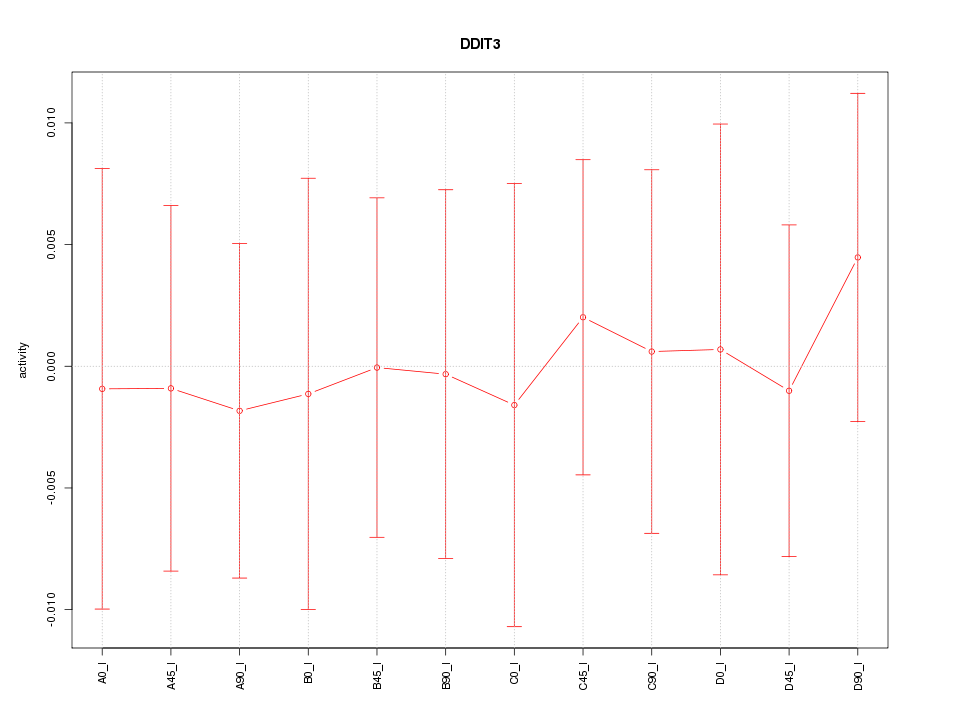 DDIT3
activity
0.010
0.005
0.000
-0.005
-0.010
A0_I
A45_I
A90_I
B0_I
B45_I
B90_I
C0_I
C45_I
C90_I
D0_I
D45_I
D90_I